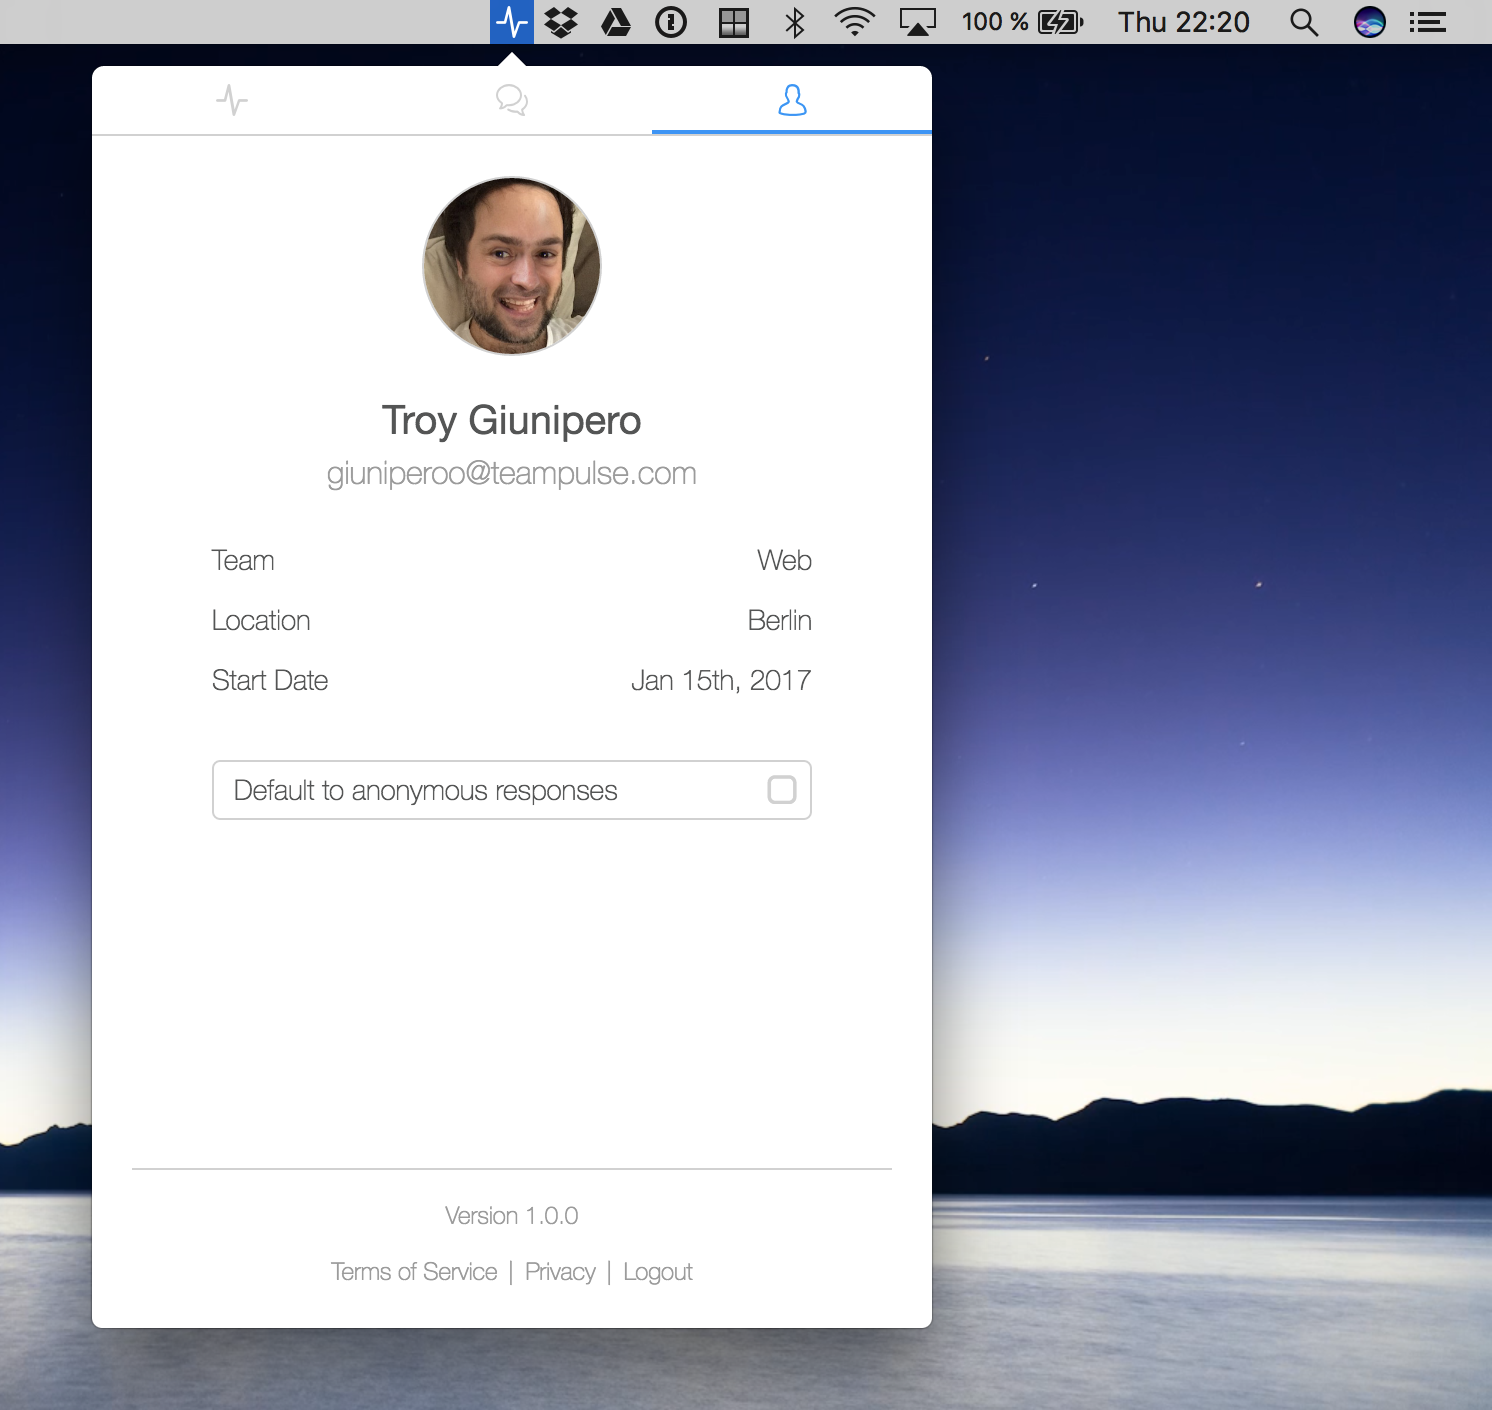 100 % Thu 22:20
Troy Giunipero
giuniperoo@teampulse.com
Team Web
Location Berlin
Start Date Jan 15th, 2017
Default to anonymous responses
Version 1.0.0
Terms of Service | Privacy | Logout